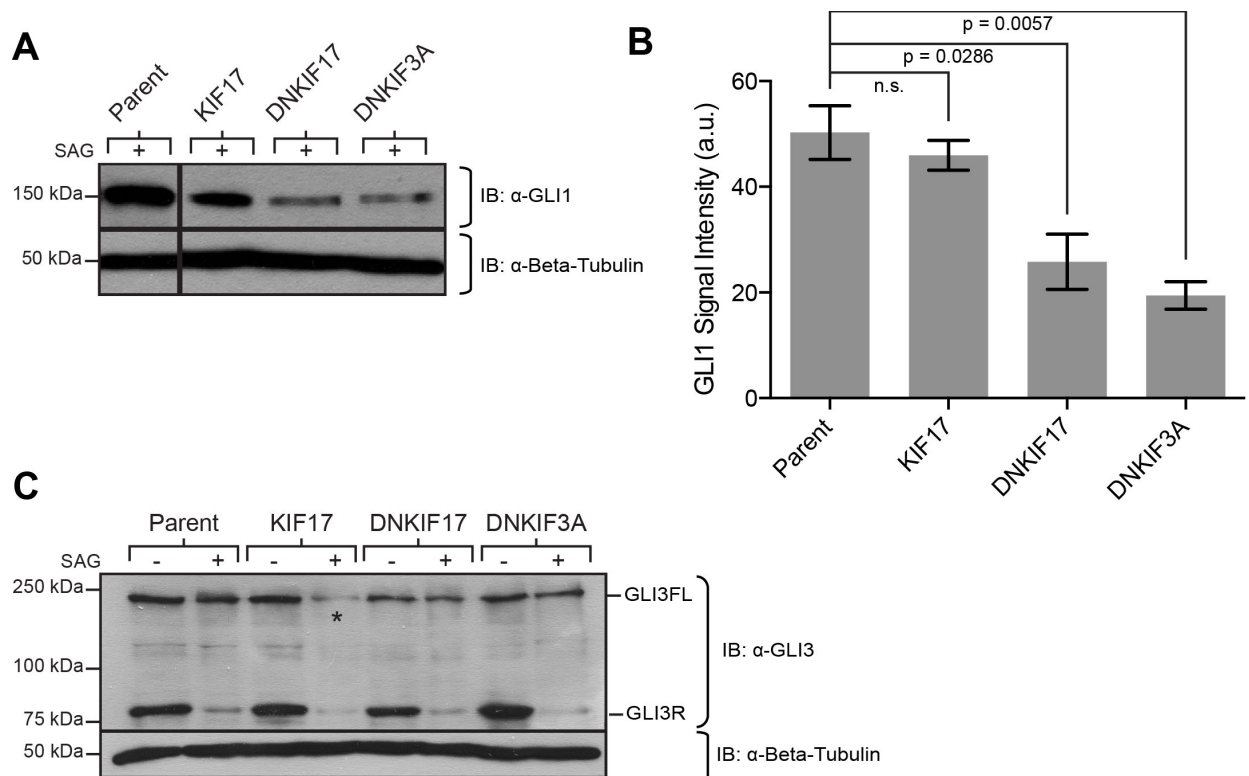 A
Parent KIF17 DNKIF17 DNKIF3A
SAG + + + +
150 kDa
IB: α-GLI1
50 kDa
IB: α-Beta-Tubulin
B
p = 0.0057
p = 0.0286
n.s.
GLI1 Signal Intensity (a.u.)
60
40
20
0
Parent KIF17 DNKIF17 DNKIF3A
C
Parent KIF17 DNKIF17 DNKIF3A
SAG - + - + - + - +
250 kDa
GLI3FL
*
IB: α-GLI3
100 kDa
75 kDa
GLI3R
50 kDa
IB: α-Beta-Tubulin